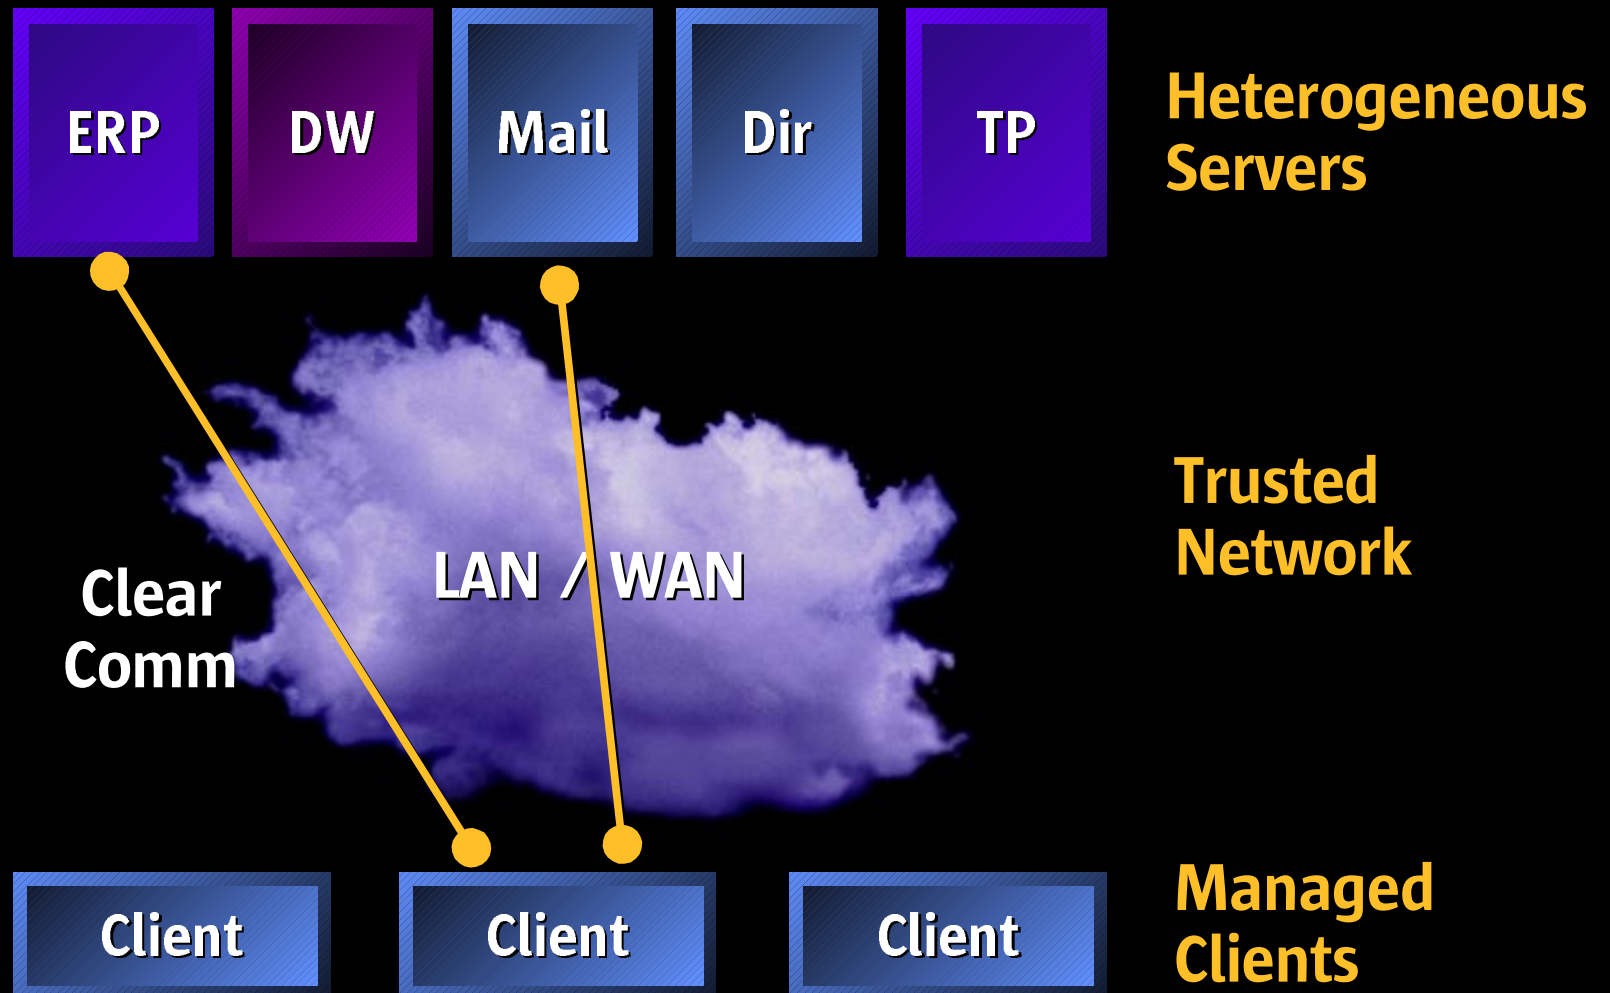 ERP
DW
Mail
Dir
TP
Heterogeneous
Servers
LAN / WAN
Clear
Comm
Trusted
Network
Client
Client
Client
Managed
Clients